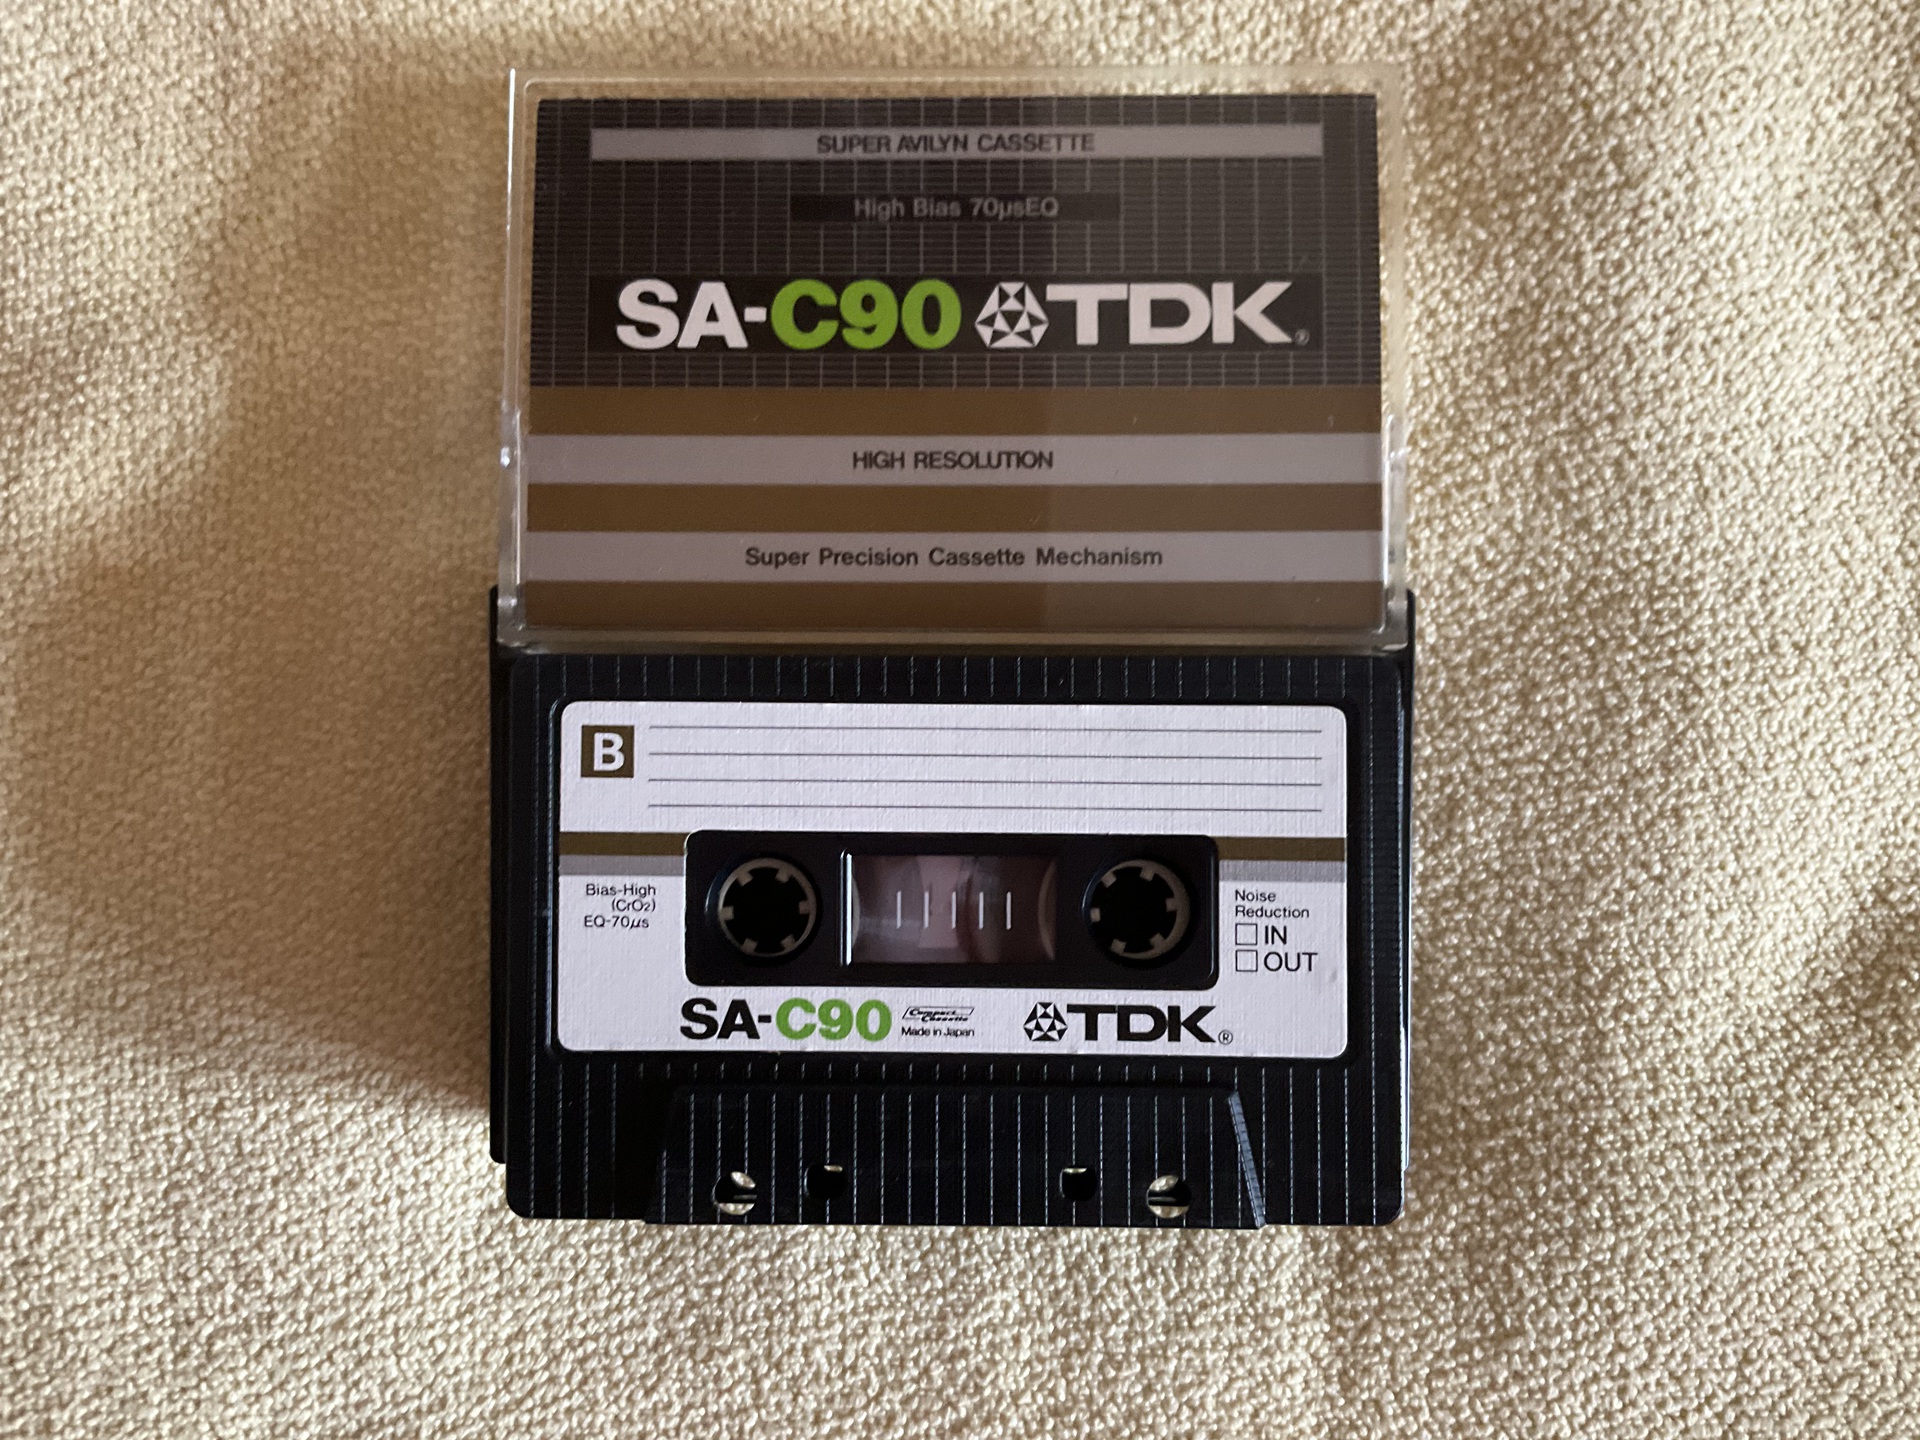 SUPER AVILYN CASSETTE
High Bias 70µsEQ
SA-C90 TDK®
HIGH RESOLUTION
Super Precision Cassette Mechanism
B
Bias-High
(CrO₂)
EQ-70µs
Noise
Reduction
IN
OUT
SA-C90 Compact Cassette Made in Japan TDK®